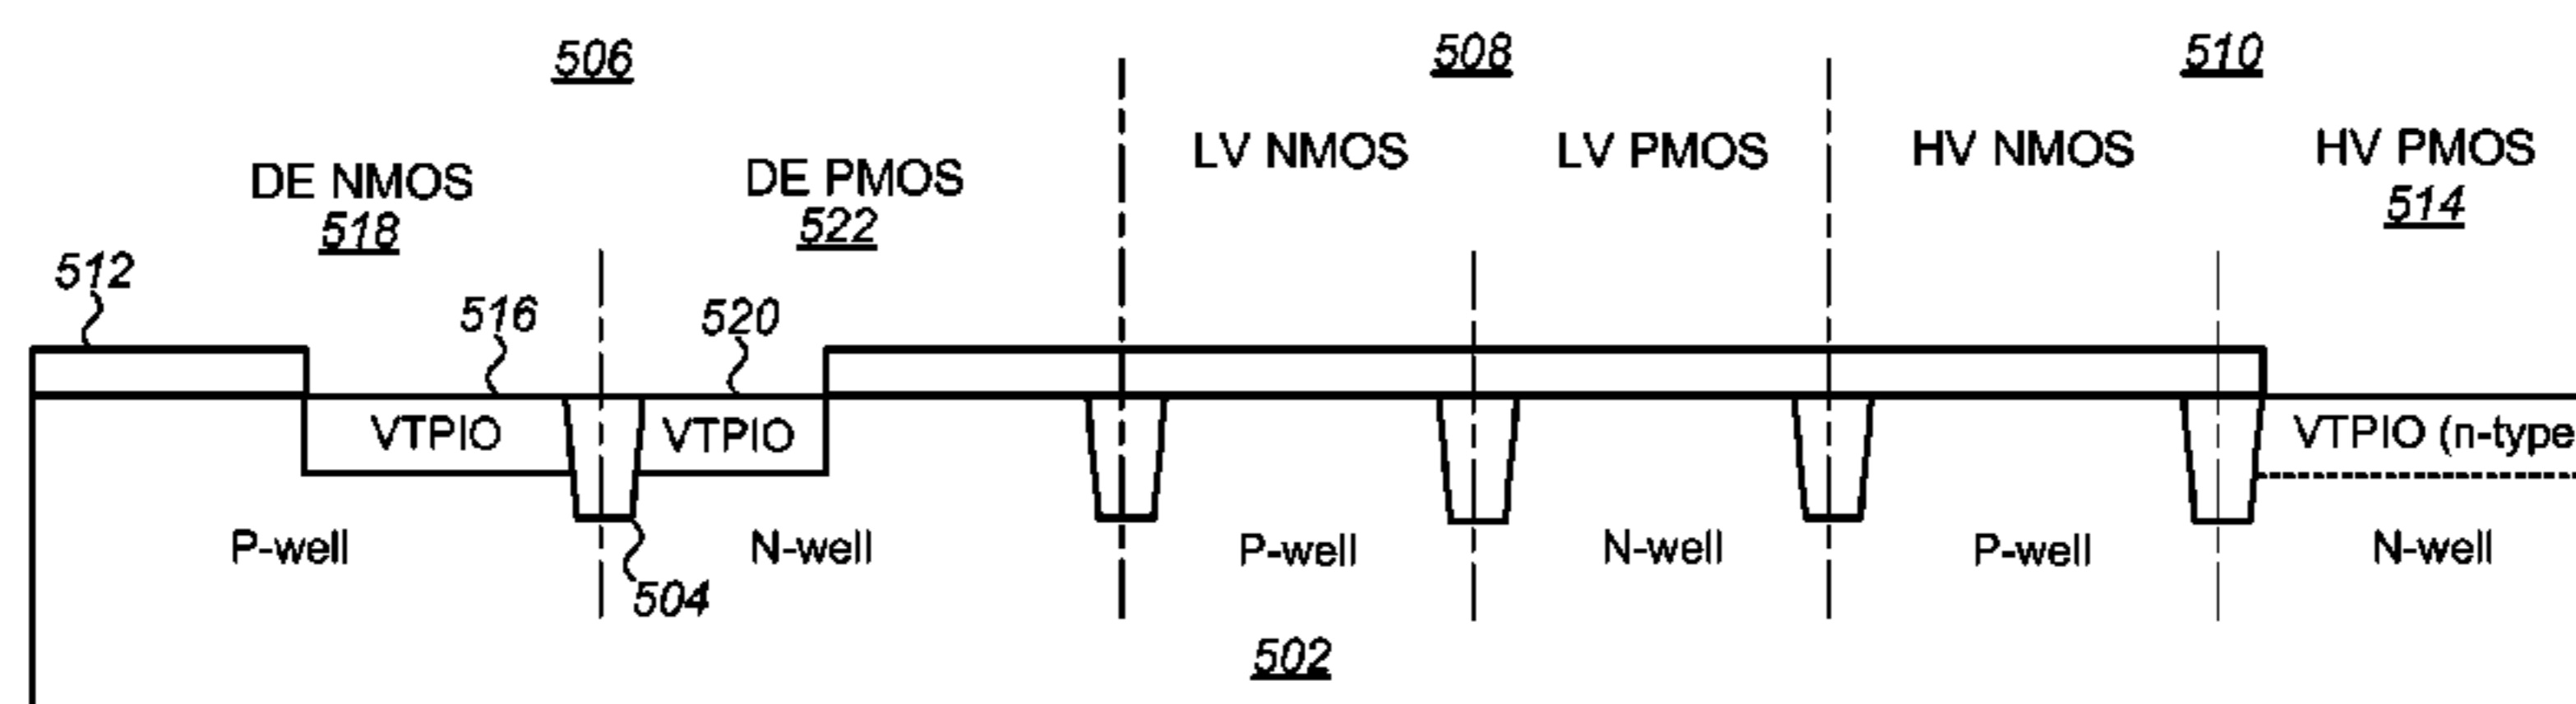 506
508
510
LV NMOS
LV PMOS
HV NMOS
HV PMOS
514
DE NMOS
518
DE PMOS
522
512
516
520
VTPIO
VTPIO
VTPIO (n-type
P-well
N-well
P-well
N-well
P-well
N-well
504
502